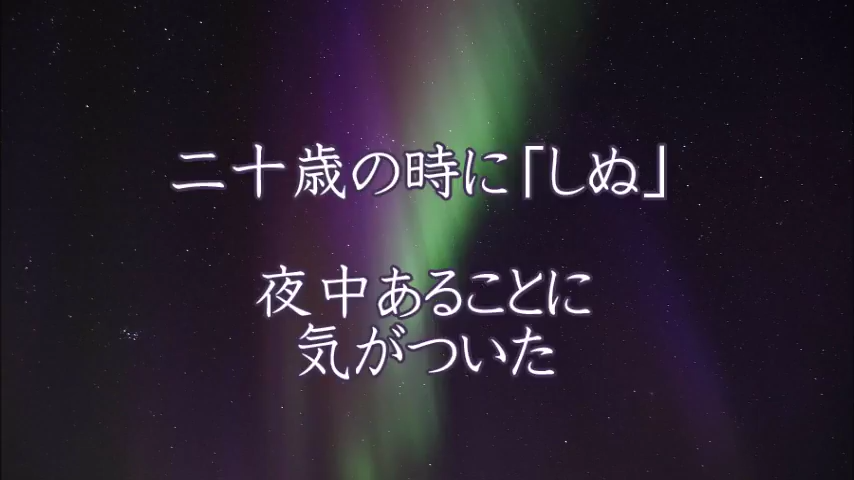 二十歳の時に「しぬ」
夜中あることに
気がついた